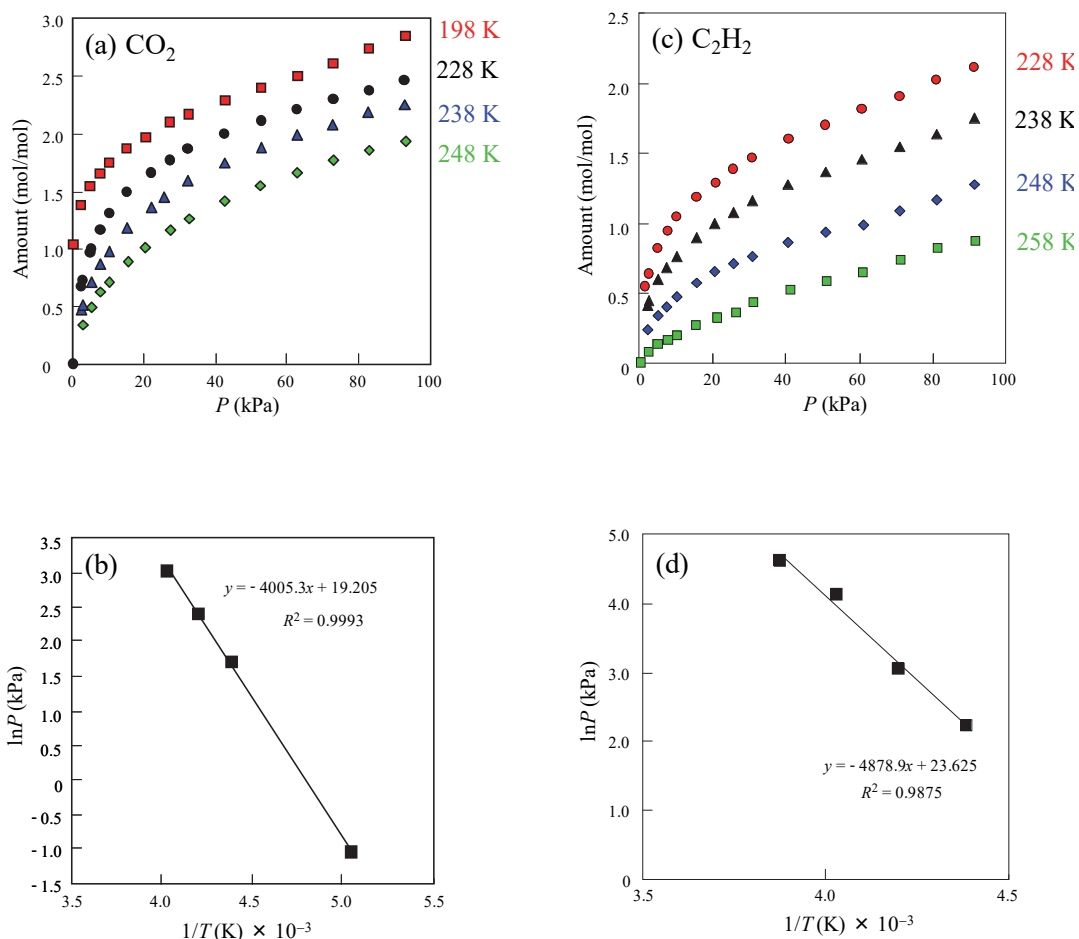 (a) CO₂
198 K
228 K
238 K
248 K
3.0
2.5
2.0
1.5
1.0
0.5
0
Amount (mol/mol)
0
20
40
60
80
100
P (kPa)
(c) C₂H₂
228 K
238 K
248 K
258 K
2.5
2.0
1.5
1.0
0.5
0
Amount (mol/mol)
0
20
40
60
80
100
P (kPa)
(b)
y = - 4005.3x + 19.205
R² = 0.9993
3.5
3.0
2.5
2.0
1.5
1.0
0.5
0
- 0.5
- 1.0
- 1.5
lnP (kPa)
3.5
4.0
4.5
5.0
5.5
1/T (K) × 10⁻³
(d)
y = - 4878.9x + 23.625
R² = 0.9875
5.0
4.0
3.0
2.0
1.0
0
lnP (kPa)
3.5
4.0
4.5
1/T (K) × 10⁻³